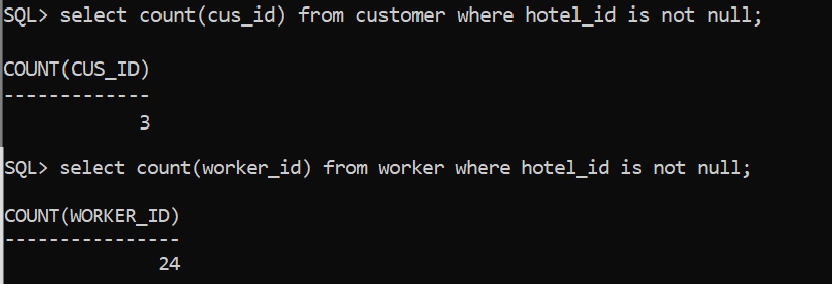 SQL> select count(cus_id) from customer where hotel_id is not null;
COUNT(CUS_ID)
-------------
3
SQL> select count(worker_id) from worker where hotel_id is not null;
COUNT(WORKER_ID)
----------------
24